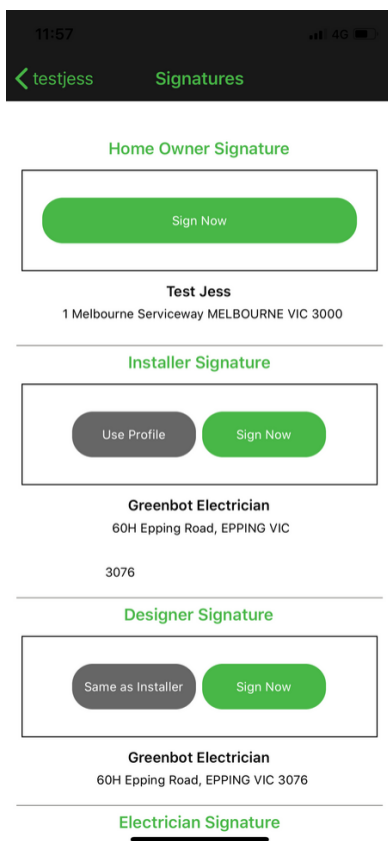 11:57
4G
testjess
Signatures
Home Owner Signature
Sign Now
Test Jess
1 Melbourne Serviceway MELBOURNE VIC 3000
Installer Signature
Use Profile
Sign Now
Greenbot Electrician
60H Epping Road, EPPING VIC
3076
Designer Signature
Same as Installer
Sign Now
Greenbot Electrician
60H Epping Road, EPPING VIC 3076
Electrician Signature